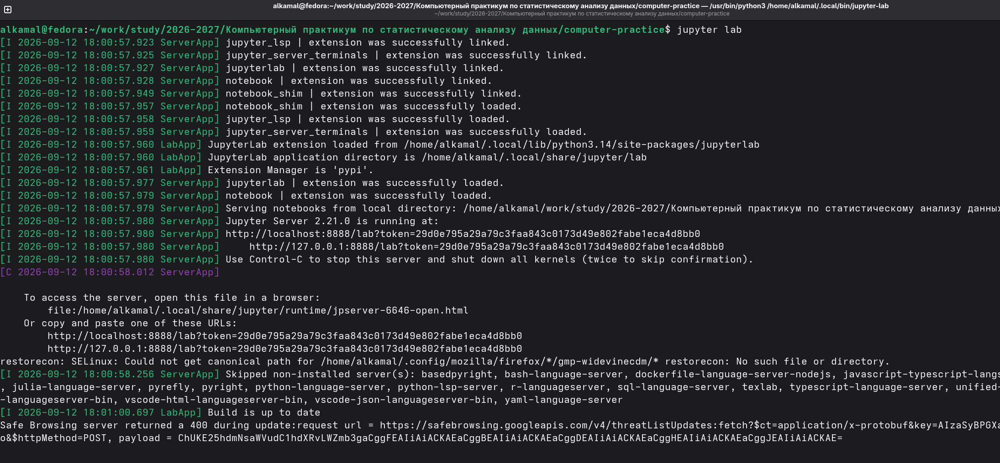 alkamal@fedora:~/work/study/2026-2027/Компьютерный практикум по статистическому анализу данных/computer-practice — /usr/bin/python3 /home/alkamal/.local/bin/jupyter-lab
~/work/study/2026-2027/Компьютерный практикум по статистическому анализу данных/computer-practice
alkamal@fedora:~/work/study/2026-2027/Компьютерный практикум по статистическому анализу данных/computer-practice$ jupyter lab
[I 2026-09-12 18:00:57.923 ServerApp] jupyter_lsp | extension was successfully linked.
[I 2026-09-12 18:00:57.925 ServerApp] jupyter_server_terminals | extension was successfully linked.
[I 2026-09-12 18:00:57.927 ServerApp] jupyterlab | extension was successfully linked.
[I 2026-09-12 18:00:57.928 ServerApp] notebook | extension was successfully linked.
[I 2026-09-12 18:00:57.949 ServerApp] notebook_shim | extension was successfully linked.
[I 2026-09-12 18:00:57.957 ServerApp] notebook_shim | extension was successfully loaded.
[I 2026-09-12 18:00:57.958 ServerApp] jupyter_lsp | extension was successfully loaded.
[I 2026-09-12 18:00:57.959 ServerApp] jupyter_server_terminals | extension was successfully loaded.
[I 2026-09-12 18:00:57.960 LabApp] JupyterLab extension loaded from /home/alkamal/.local/lib/python3.14/site-packages/jupyterlab
[I 2026-09-12 18:00:57.960 LabApp] JupyterLab application directory is /home/alkamal/.local/share/jupyter/lab
[I 2026-09-12 18:00:57.961 LabApp] Extension Manager is 'pypi'.
[I 2026-09-12 18:00:57.977 ServerApp] jupyterlab | extension was successfully loaded.
[I 2026-09-12 18:00:57.979 ServerApp] notebook | extension was successfully loaded.
[I 2026-09-12 18:00:57.979 ServerApp] Serving notebooks from local directory: /home/alkamal/work/study/2026-2027/Компьютерный практикум по статистическому анализу данных
[I 2026-09-12 18:00:57.980 ServerApp] Jupyter Server 2.21.0 is running at:
[I 2026-09-12 18:00:57.980 ServerApp] http://localhost:8888/lab?token=29d0e795a29a79c3faa843c0173d49e802fabe1eca4d8bb0
[I 2026-09-12 18:00:57.980 ServerApp]     http://127.0.0.1:8888/lab?token=29d0e795a29a79c3faa843c0173d49e802fabe1eca4d8bb0
[I 2026-09-12 18:00:57.980 ServerApp] Use Control-C to stop this server and shut down all kernels (twice to skip confirmation).
[C 2026-09-12 18:00:58.012 ServerApp]
To access the server, open this file in a browser:
file:/home/alkamal/.local/share/jupyter/runtime/jpserver-6646-open.html
Or copy and paste one of these URLs:
http://localhost:8888/lab?token=29d0e795a29a79c3faa843c0173d49e802fabe1eca4d8bb0
http://127.0.0.1:8888/lab?token=29d0e795a29a79c3faa843c0173d49e802fabe1eca4d8bb0
restorecon: SELinux: Could not get canonical path for /home/alkamal/.config/mozilla/firefox/*/gmp-widevinecdm/* restorecon: No such file or directory.
[I 2026-09-12 18:00:58.256 ServerApp] Skipped non-installed server(s): basedpyright, bash-language-server, dockerfile-language-server-nodejs, javascript-typescript-langs
, julia-language-server, pyrefly, pyright, python-language-server, python-lsp-server, r-languageserver, sql-language-server, texlab, typescript-language-server, unified-
-languageserver-bin, vscode-html-languageserver-bin, vscode-json-languageserver-bin, yaml-language-server
[I 2026-09-12 18:01:00.697 LabApp] Build is up to date
Safe Browsing server returned a 400 during update:request url = https://safebrowsing.googleapis.com/v4/threatListUpdates:fetch?$ct=application/x-protobuf&key=AIzaSyBPGXa
o&$httpMethod=POST, payload = ChUKE25hdmNsaWVudC1hdXRvLWZmb3gaCggFEAIiAiACKAEaCggBEAIiAiACKAEaCggDEAIiAiACKAEaCggHEAIiAiACKAEaCggJEAIiAiACKAE=